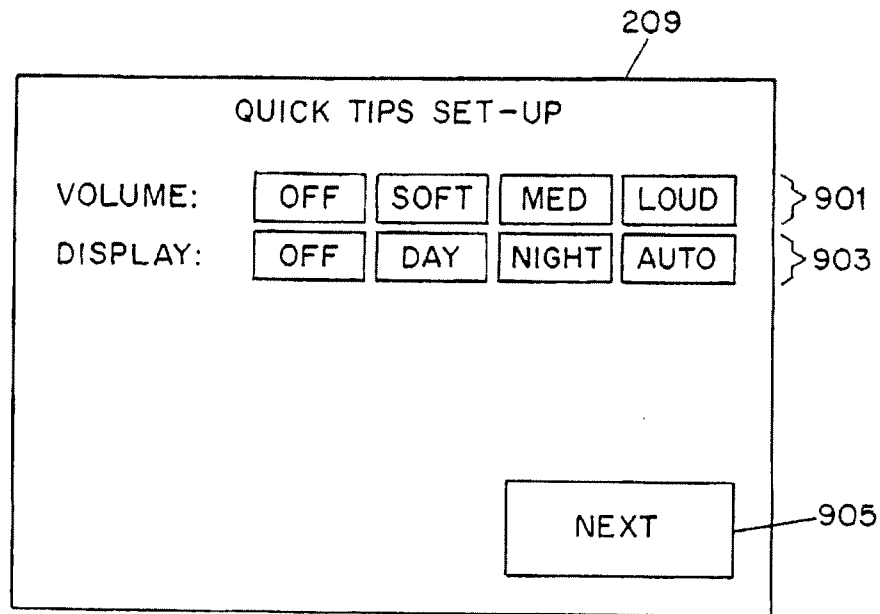 209
QUICK TIPS SET-UP
VOLUME: OFF SOFT MED LOUD 901
DISPLAY: OFF DAY NIGHT AUTO 903
NEXT 905